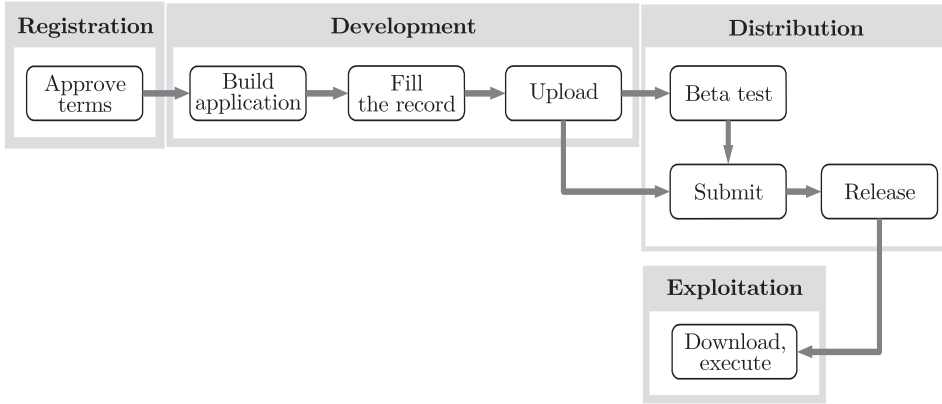 Registration
Approve
terms
Development
Build
application
Fill
the record
Upload
Distribution
Beta test
Submit
Release
Exploitation
Download,
execute